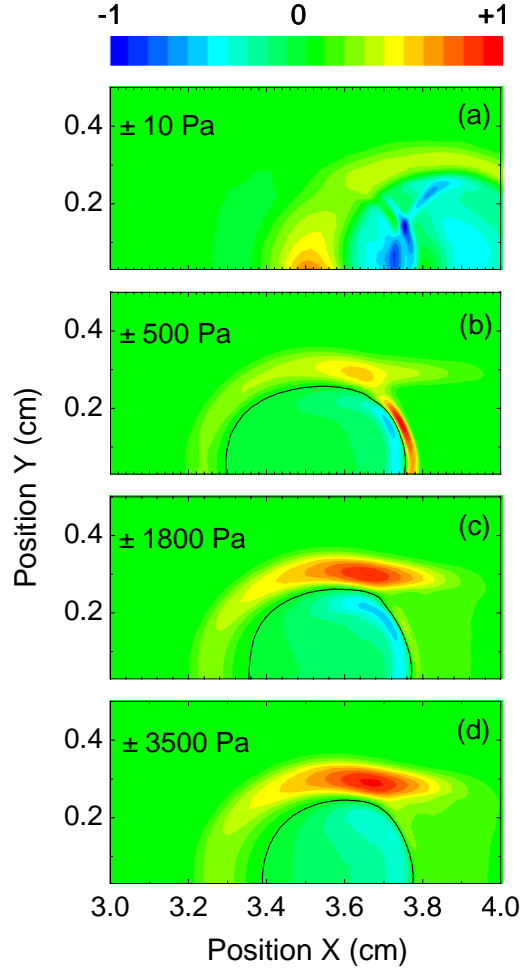 -1 0 +1
(a)
± 10 Pa
0.4
0.2
(b)
± 500 Pa
0.4
0.2
(c)
± 1800 Pa
0.4
0.2
(d)
± 3500 Pa
0.4
0.2
3.0 3.2 3.4 3.6 3.8 4.0
Position X (cm)
Position Y (cm)